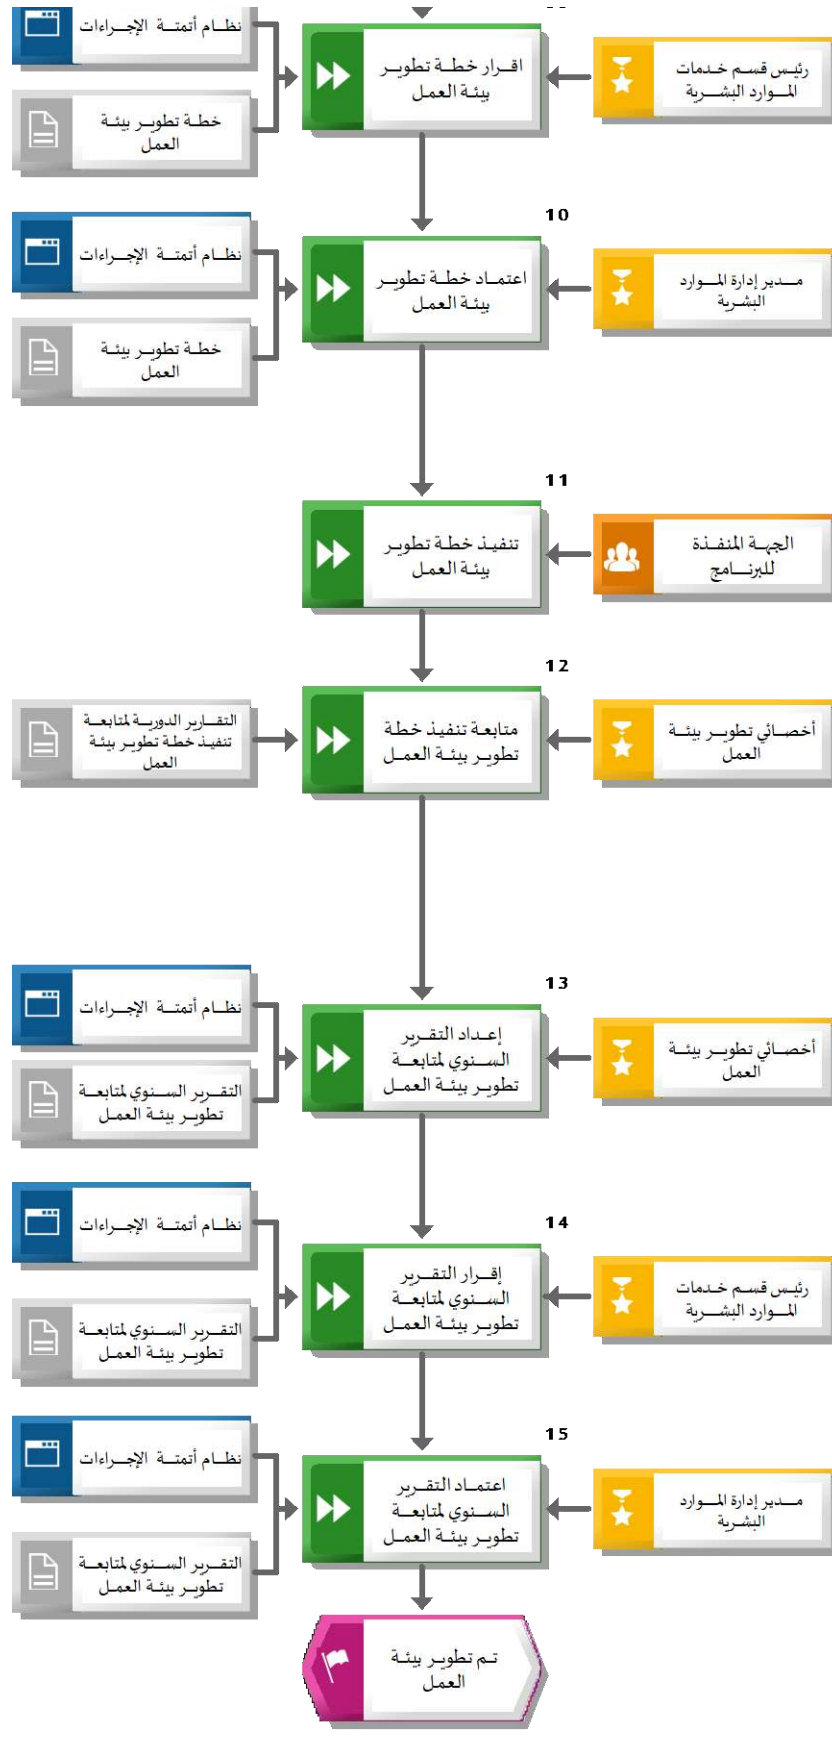 رئيس قسم خدمات
الموارد البشرية
اقرار خطة تطوير
بيئة العمل
نظام أتمتة الإجراءات
خطة تطوير بيئة
العمل
10
مدير إدارة الموارد
البشرية
اعتماد خطة تطوير
بيئة العمل
نظام أتمتة الإجراءات
خطة تطوير بيئة
العمل
11
الجهة المنفذة
للبرنامج
تنفيذ خطة تطوير
بيئة العمل
12
أخصائي تطوير بيئة
العمل
متابعة تنفيذ خطة
تطوير بيئة العمل
التقارير الدورية لمتابعة
تنفيذ خطة تطوير بيئة
العمل
13
أخصائي تطوير بيئة
العمل
إعداد التقرير
السنوي لمتابعة
تطوير بيئة العمل
نظام أتمتة الإجراءات
التقرير السنوي لمتابعة
تطوير بيئة العمل
14
رئيس قسم خدمات
الموارد البشرية
إقرار التقرير
السنوي لمتابعة
تطوير بيئة العمل
نظام أتمتة الإجراءات
التقرير السنوي لمتابعة
تطوير بيئة العمل
15
مدير إدارة الموارد
البشرية
اعتماد التقرير
السنوي لمتابعة
تطوير بيئة العمل
نظام أتمتة الإجراءات
التقرير السنوي لمتابعة
تطوير بيئة العمل
تم تطوير بيئة
العمل